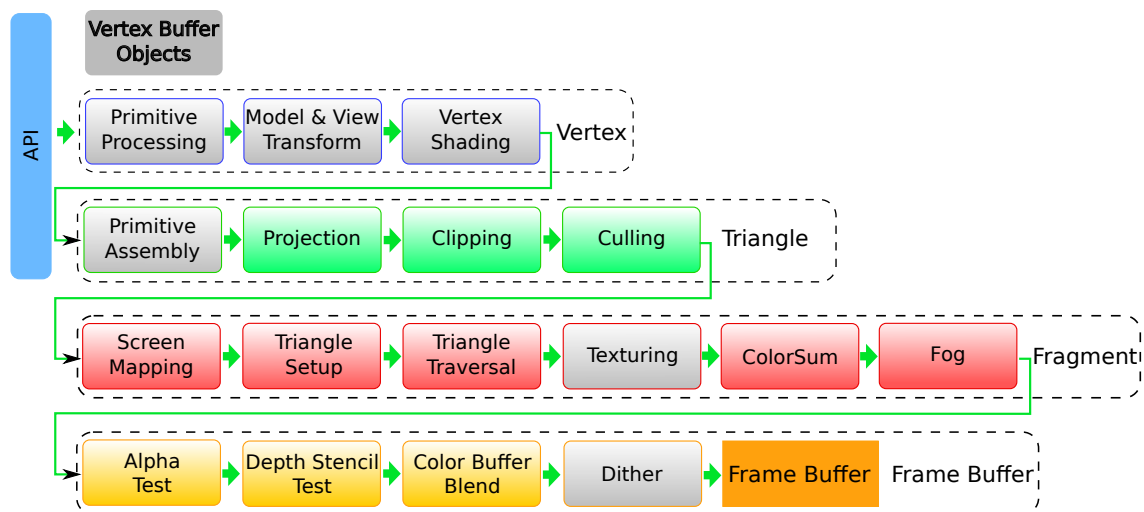 API
Vertex Buffer
Objects
Primitive
Processing
Model & View
Transform
Vertex
Shading
Vertex
Primitive
Assembly
Projection
Clipping
Culling
Triangle
Screen
Mapping
Triangle
Setup
Triangle
Traversal
Texturing
ColorSum
Fog
Fragment
Alpha
Test
Depth Stencil
Test
Color Buffer
Blend
Dither
Frame Buffer
Frame Buffer